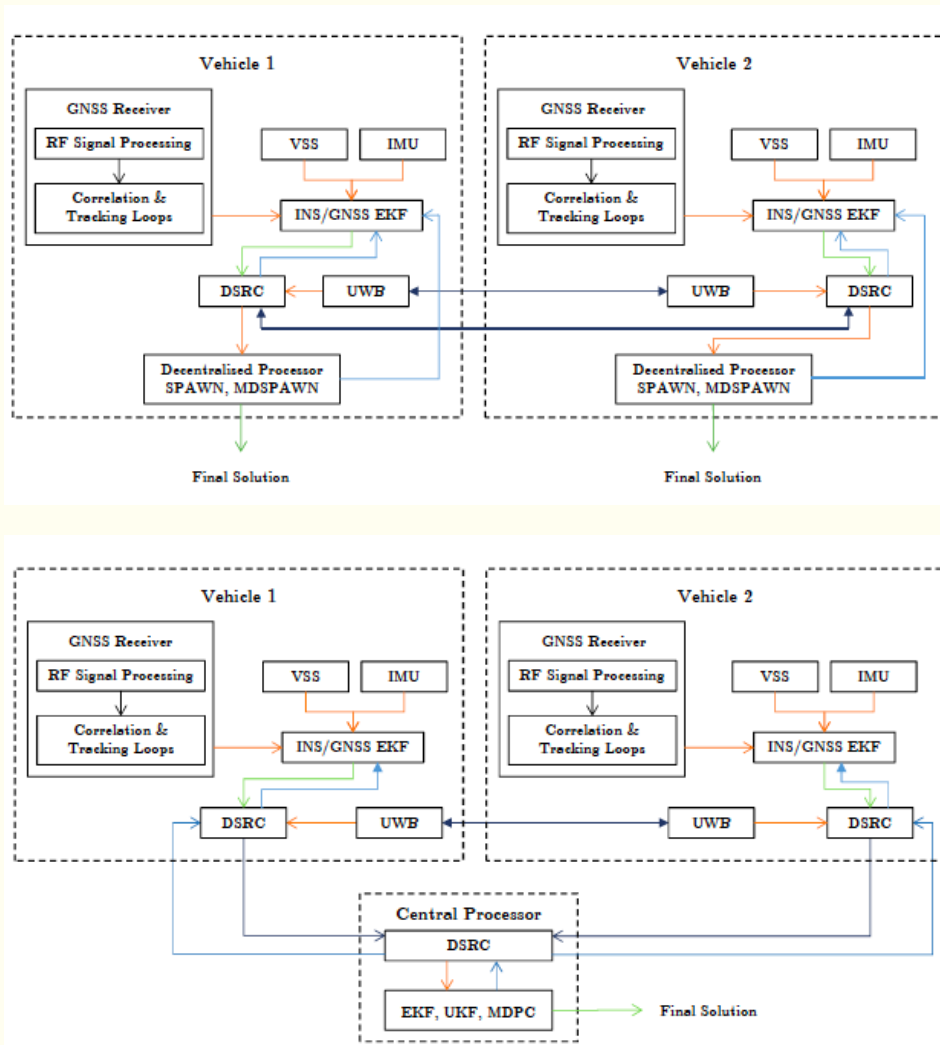 Vehicle 1
GNSS Receiver
RF Signal Processing
Correlation &
Tracking Loops
VSS
IMU
INS/GNSS EKF
DSRC
UWB
Decentralised Processor
SPAWN, MDSPAWN
Final Solution
Vehicle 2
GNSS Receiver
RF Signal Processing
Correlation &
Tracking Loops
VSS
IMU
INS/GNSS EKF
UWB
DSRC
Decentralised Processor
SPAWN, MDSPAWN
Final Solution
Vehicle 1
GNSS Receiver
RF Signal Processing
Correlation &
Tracking Loops
VSS
IMU
INS/GNSS EKF
DSRC
UWB
Vehicle 2
GNSS Receiver
RF Signal Processing
Correlation &
Tracking Loops
VSS
IMU
INS/GNSS EKF
UWB
DSRC
Central Processor
DSRC
EKF, UKF, MDPC
Final Solution